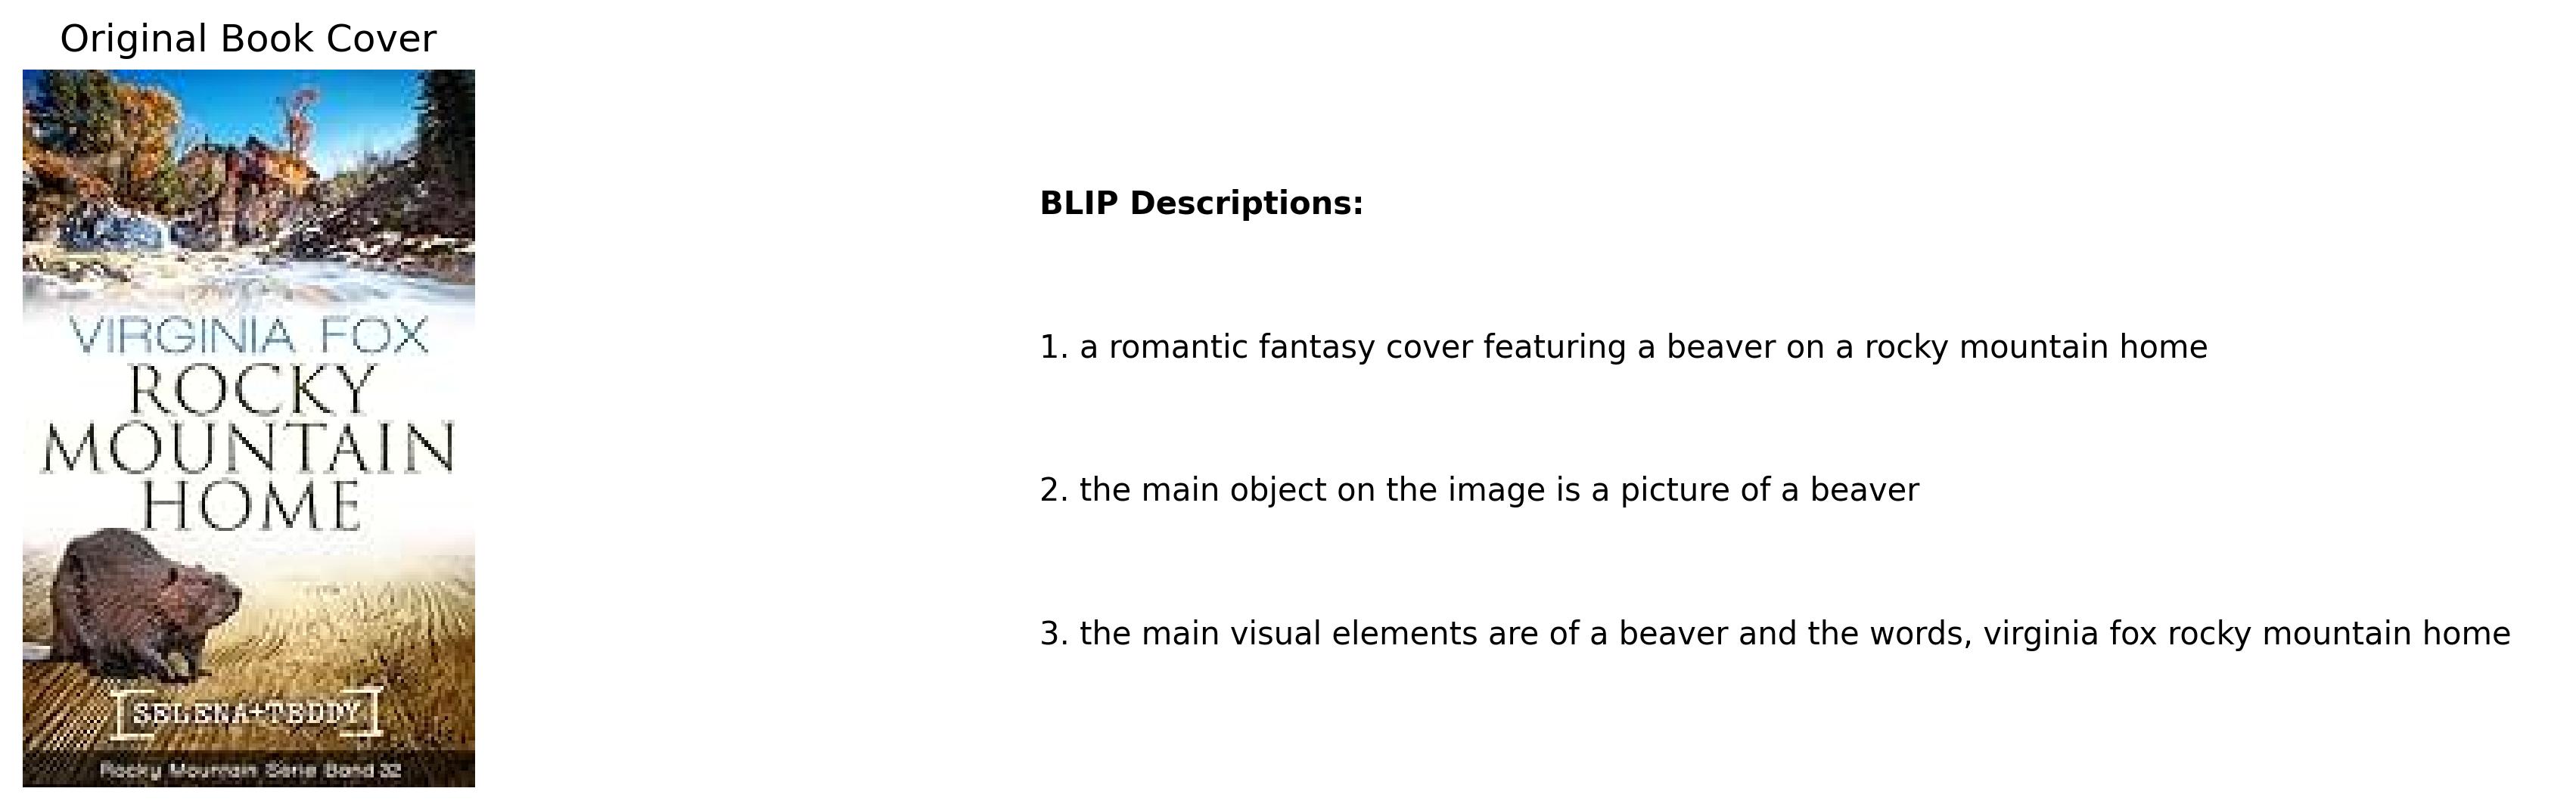 Original Book Cover
VIRGINIA FOX
ROCKY
MOUNTAIN
HOME
SELENA+TEDDY
Rocky Mountain Serie Band 32
BLIP Descriptions:
1. a romantic fantasy cover featuring a beaver on a rocky mountain home
2. the main object on the image is a picture of a beaver
3. the main visual elements are of a beaver and the words, virginia fox rocky mountain home